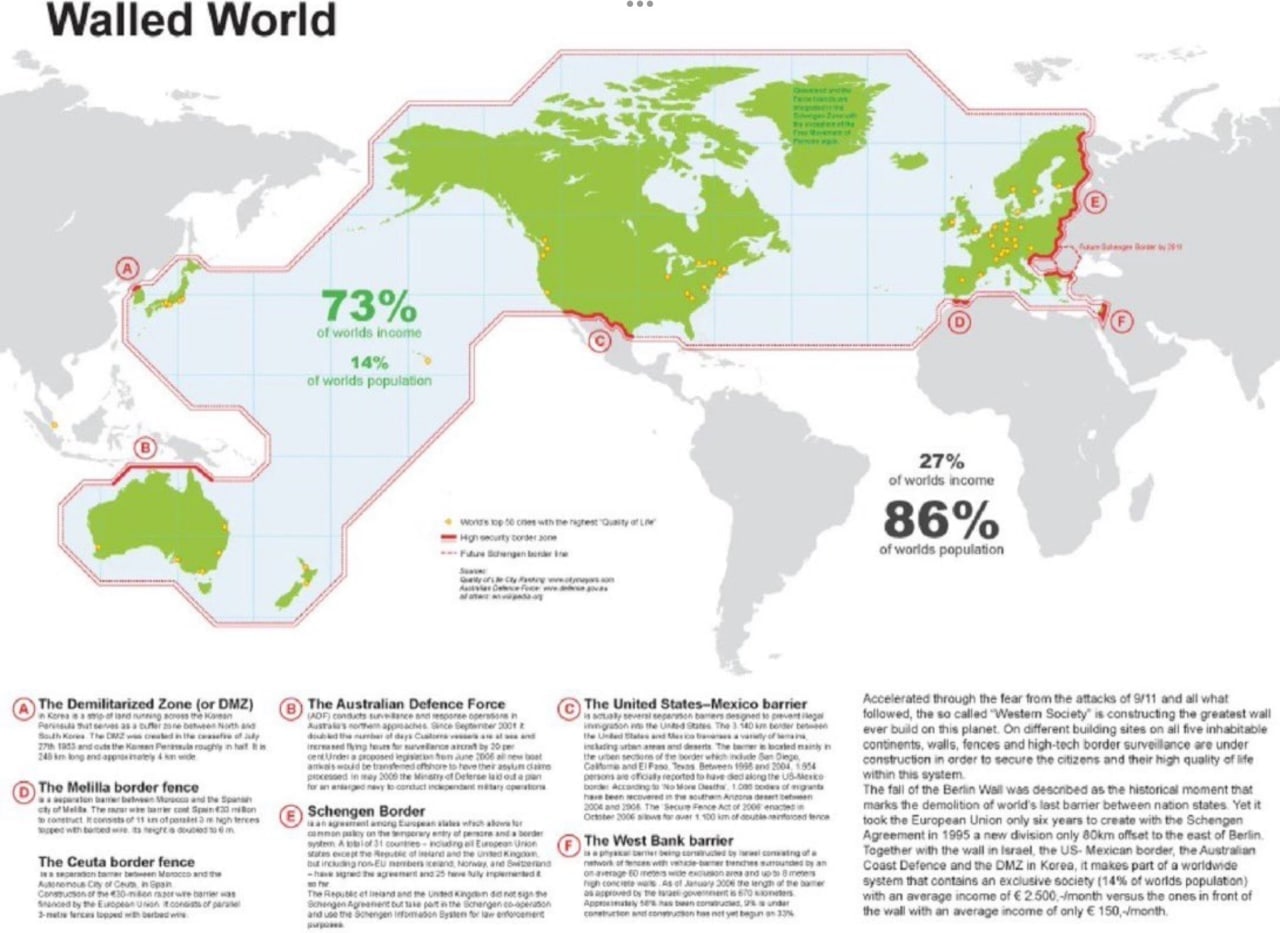 Walled World
Greenland and the
Faroe Islands are
integrated in the
Schengen Zone with
the exception of the
Free Movement of
Persons
E
Future Schengen Border by 2011
A
73%
of worlds income
14%
of worlds population
C
D
F
B
27%
of worlds income
86%
of worlds population
World's top 50 cities with the highest "Quality of Life"
High security border zone
Future Schengen border line
Sources:
Quality of Life City Ranking: www.citymayors.com
Australian Defence Force: www.defence.gov.au
all others: en.wikipedia.org
A
The Demilitarized Zone (or DMZ)
in Korea is a strip of land running across the Korean
Peninsula that serves as a buffer zone between North and
South Korea. The DMZ was created in the ceasefire of July
27th 1953 and cuts the Korean Peninsula roughly in half. It is
248 km long and approximately 4 km wide.
D
The Melilla border fence
is a separation barrier between Morocco and the Spanish
city of Melilla. The razor wire barrier cost Spain €33 million
to construct. It consists of 11 km of parallel 3 m high fences
topped with barbed wire. Its height is doubled to 6 m.
The Ceuta border fence
is a separation barrier between Morocco and the
Autonomous City of Ceuta, in Spain.
Construction of the €30-million razor wire barrier was
financed by the European Union. It consists of parallel
3-metre fences topped with barbed wire.
B
The Australian Defence Force
(ADF) conducts surveillance and response operations in
Australia's northern approaches. Since September 2001 it
doubled the number of days Customs vessels are at sea and
increased flying hours for surveillance aircraft by 20 per
cent.Under a proposed legislation from June 2006 all new boat
arrivals would be transferred offshore to have their asylum claims
processed. In may 2009 the Ministry of Defense laid out a plan
for an enlarged navy to conduct independent military operations.
E
Schengen Border
is a an agreement among European states which allows for
common policy on the temporary entry of persons and a border
system. A total of 31 countries – including all European Union
states except the Republic of Ireland and the United Kingdom,
but including non-EU members Iceland, Norway, and Switzerland
– have signed the agreement and 25 have fully implemented it
so far.
The Republic of Ireland and the United Kingdom did not sign the
Schengen Agreement but take part in the Schengen co-operation
and use the Schengen Information System for law enforcement
purposes.
C
The United States–Mexico barrier
is actually several separation barriers designed to prevent illegal
immigration into the United States. The 3.140 km border between
the United States and Mexico traverses a variety of terrains,
including urban areas and deserts. The barrier is located mainly in
the urban sections of the border which include San Diego,
California and El Paso, Texas. Between 1998 and 2004, 1.954
persons are officially reported to have died along the US-Mexico
border. According to 'No More Deaths', 1.086 bodies of migrants
have been recovered in the southern Arizona desert between
2004 and 2006. The 'Secure Fence Act of 2006' enacted in
October 2006 allows for over 1.100 km of double-reinforced fence
F
The West Bank barrier
is a physical barrier being constructed by Israel consisting of a
network of fences with vehicle-barrier trenches surrounded by an
on-average 60 meters wide exclusion area and up to 8 meters
high concrete walls. As of January 2006 the length of the barrier
as approved by the Israeli government is 670 kilometers.
Approximately 58% has been constructed, 9% is under
construction and construction has not yet begun on 33%.
Accelerated through the fear from the attacks of 9/11 and all what
followed, the so called "Western Society" is constructing the greatest wall
ever build on this planet. On different building sites on all five inhabitable
continents, walls, fences and high-tech border surveillance are under
construction in order to secure the citizens and their high quality of life
within this system.
The fall of the Berlin Wall was described as the historical moment that
marks the demolition of world's last barrier between nation states. Yet it
took the European Union only six years to create with the Schengen
Agreement in 1995 a new division only 80km offset to the east of Berlin.
Together with the wall in Israel, the US- Mexican border, the Australian
Coast Defence and the DMZ in Korea, it makes part of a worldwide
system that contains an exclusive society (14% of worlds population)
with an average income of € 2.500,-/month versus the ones in front of
the wall with an average income of only € 150,-/month.